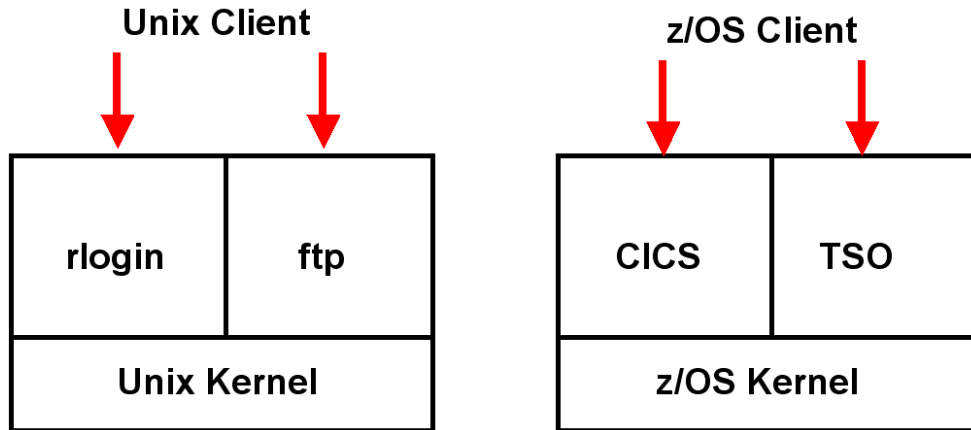 Unix Client
z/OS Client
rlogin
ftp
CICS
TSO
Unix Kernel
z/OS Kernel